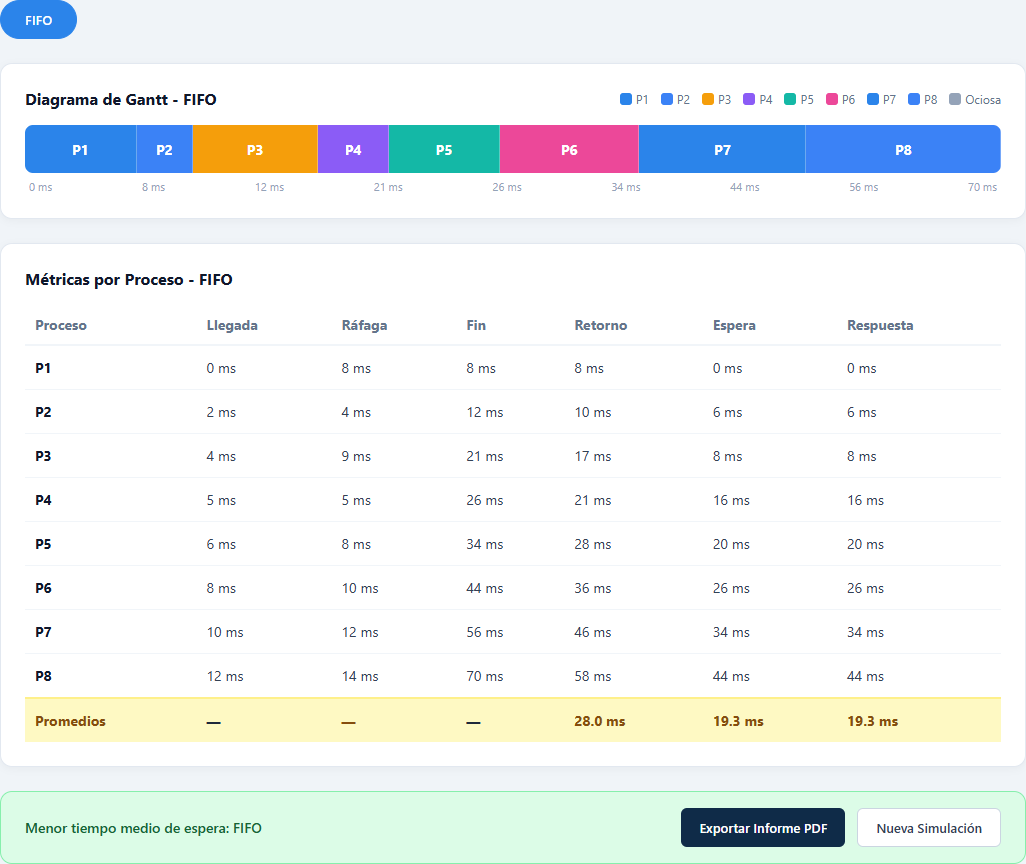 FIFO
Diagrama de Gantt - FIFO
P1 P2 P3 P4 P5 P6 P7 P8 Ociosa
P1 P2 P3 P4 P5 P6 P7 P8
0 ms 8 ms 12 ms 21 ms 26 ms 34 ms 44 ms 56 ms 70 ms
Métricas por Proceso - FIFO
Proceso Llegada Ráfaga Fin Retorno Espera Respuesta
P1 0 ms 8 ms 8 ms 8 ms 0 ms 0 ms
P2 2 ms 4 ms 12 ms 10 ms 6 ms 6 ms
P3 4 ms 9 ms 21 ms 17 ms 8 ms 8 ms
P4 5 ms 5 ms 26 ms 21 ms 16 ms 16 ms
P5 6 ms 8 ms 34 ms 28 ms 20 ms 20 ms
P6 8 ms 10 ms 44 ms 36 ms 26 ms 26 ms
P7 10 ms 12 ms 56 ms 46 ms 34 ms 34 ms
P8 12 ms 14 ms 70 ms 58 ms 44 ms 44 ms
Promedios — — — 28.0 ms 19.3 ms 19.3 ms
Menor tiempo medio de espera: FIFO Exportar Informe PDF Nueva Simulación